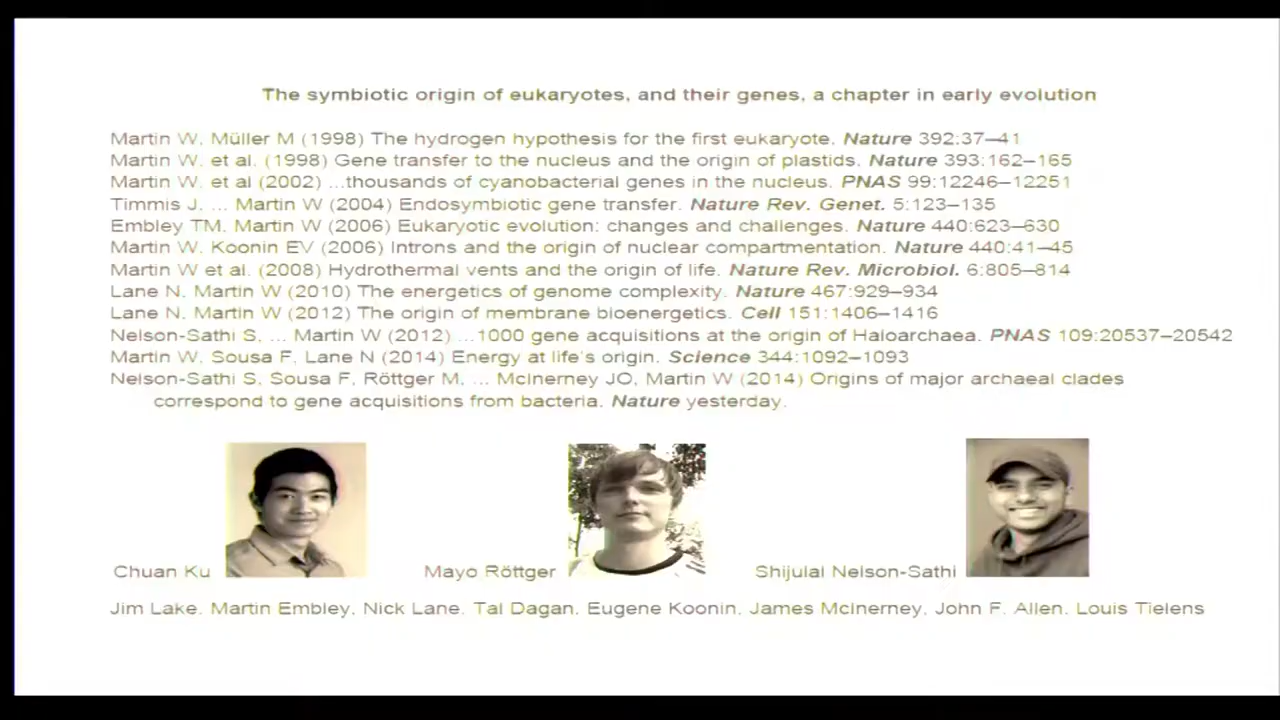 The symbiotic origin of eukaryotes, and their genes, a chapter in early evolution
Martin W, Müller M (1998) The hydrogen hypothesis for the first eukaryote. Nature 392:37–41
Martin W. et al. (1998) Gene transfer to the nucleus and the origin of plastids. Nature 393:162–165
Martin W. et al (2002) ...thousands of cyanobacterial genes in the nucleus. PNAS 99:12246–12251
Timmis J. ... Martin W (2004) Endosymbiotic gene transfer. Nature Rev. Genet. 5:123–135
Embley TM. Martin W (2006) Eukaryotic evolution: changes and challenges. Nature 440:623–630
Martin W. Koonin EV (2006) Introns and the origin of nuclear compartmentation. Nature 440:41–45
Martin W et al. (2008) Hydrothermal vents and the origin of life. Nature Rev. Microbiol. 6:805–814
Lane N. Martin W (2010) The energetics of genome complexity. Nature 467:929–934
Lane N. Martin W (2012) The origin of membrane bioenergetics. Cell 151:1406–1416
Nelson-Sathi S, ... Martin W (2012) ...1000 gene acquisitions at the origin of Haloarchaea. PNAS 109:20537–20542
Martin W. Sousa F, Lane N (2014) Energy at life's origin. Science 344:1092–1093
Nelson-Sathi S, Sousa F, Röttger M, ... McInerney JO, Martin W (2014) Origins of major archaeal clades
correspond to gene acquisitions from bacteria. Nature yesterday.
Chuan Ku Mayo Röttger Shijulal Nelson-Sathi
Jim Lake, Martin Embley, Nick Lane, Tal Dagan, Eugene Koonin, James McInerney, John F. Allen, Louis Tielens